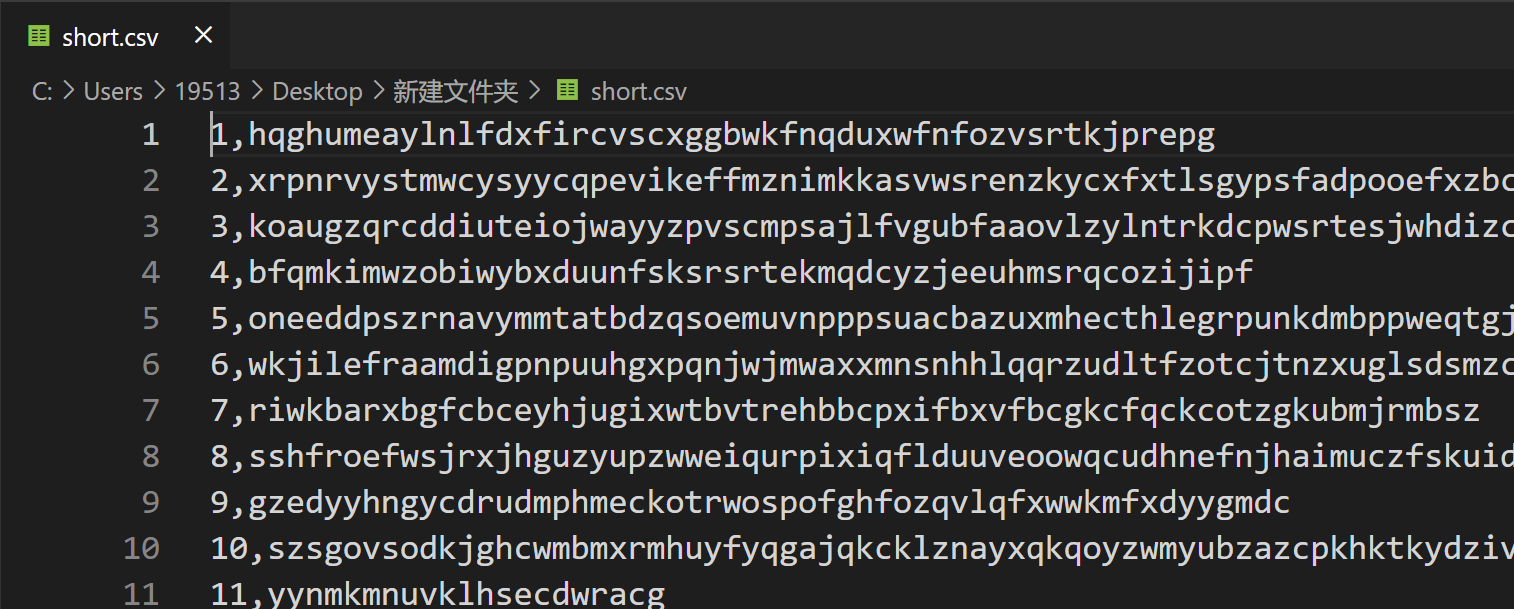 short.csv ×
C: > Users > 19513 > Desktop > 新建文件夹 > short.csv
1 1,hqghumeaylnlfdxfircvscxggbwkfnqduxwfnfozvsrtkjprepg
2 2,xrpnrvystmwcysyycqpevikeffmznimkkasvwsrenzkycxfxtlsgypsfadpooefxzbc
3 3,koaugzqrcddiuteiojwayyzpvscmpsajlfvgubfaaovlzylntrkdcpwsrtesjwhdizc
4 4,bfqmkimwzobiwybxduunfsksrsrtekmqdcyzjeeuhmsrqcozijipf
5 5,oneeddpszrnavymmtatbdzqsoemuvnpppsuacbazuxmhecthlegrpunkdmbppweqtgj
6 6,wkjilefraamdigpnpuuhgxpqnjwjmwaxxmnsnhhlqqrzudltfzotcjtnzxuglsdsmzc
7 7,riwkbarxbgfcbceyhjugixwtbvtrehbbcpxifbxvfbcgkcfqckcotzgkubmjrmbsz
8 8,sshfroefwsjrxjhguzyupzwweiqurpixiqflduuveoowqcudhnefnjhaimuczfskuid
9 9,gzedyyhngycdrudmphmeckotrwospofghfozqvlqfxwwkmfxdyygmdc
10 10,szsgovsodkjghcwmbmxrmhuyfyqgajqkcklznayxqkqoyzwmyubzazcpkhktkydziv
11 11,yynmkmnuvklhsecdwracg